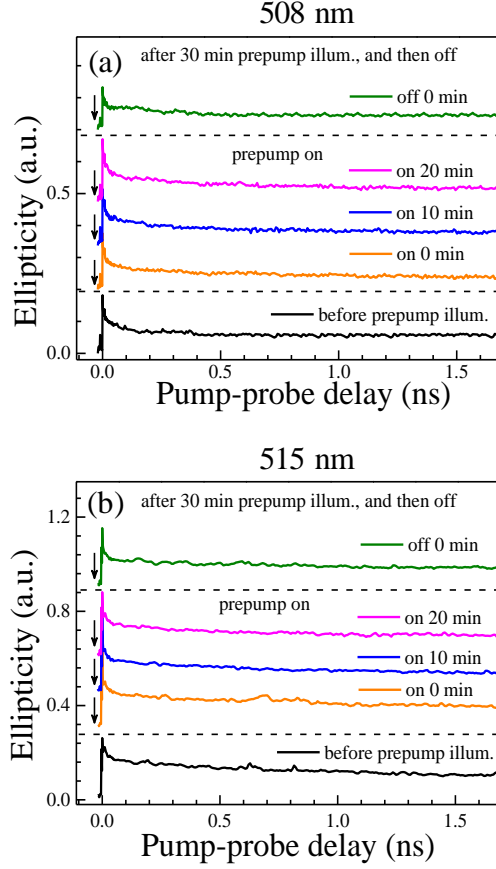 508 nm
(a)
after 30 min prepump illum., and then off
off 0 min
prepump on
on 20 min
on 10 min
on 0 min
before prepump illum.
0.5
0.0
Ellipticity (a.u.)
0.0 0.5 1.0 1.5
Pump-probe delay (ns)
515 nm
(b)
after 30 min prepump illum., and then off
off 0 min
prepump on
on 20 min
on 10 min
on 0 min
before prepump illum.
1.2
0.8
0.4
0.0
Ellipticity (a.u.)
0.0 0.5 1.0 1.5
Pump-probe delay (ns)